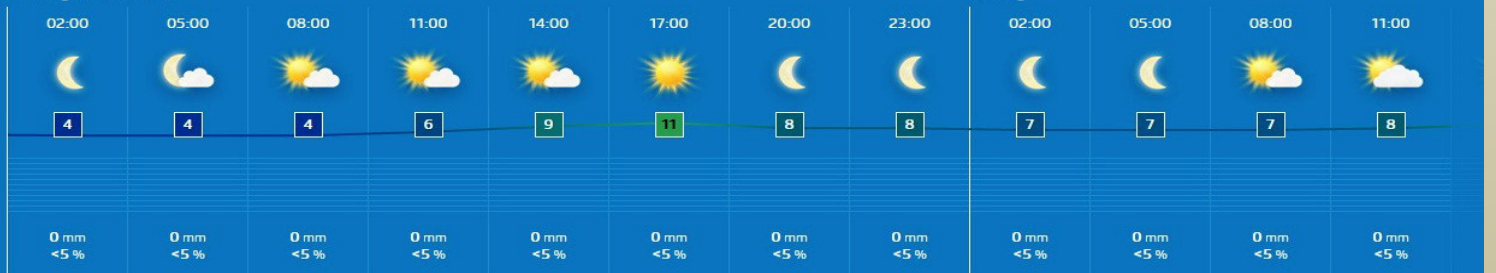 02:00 05:00 08:00 11:00 14:00 17:00 20:00 23:00 02:00 05:00 08:00 11:00
4 4 4 6 9 11 8 8 7 7 7 8
0 mm 0 mm 0 mm 0 mm 0 mm 0 mm 0 mm 0 mm 0 mm 0 mm 0 mm 0 mm
<5 % <5 % <5 % <5 % <5 % <5 % <5 % <5 % <5 % <5 % <5 % <5 %